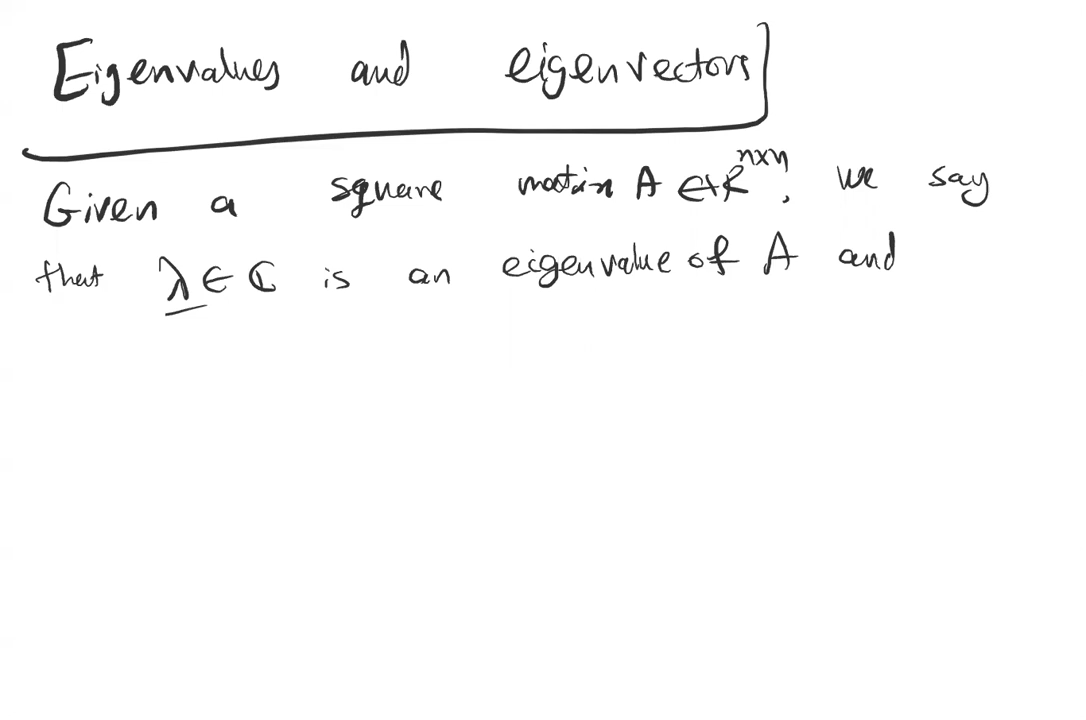 Eigenvalues and eigenvectors
Given a square matrix A ∈ ℝ^{n×n}, we say
that λ ∈ ℂ is an eigenvalue of A and